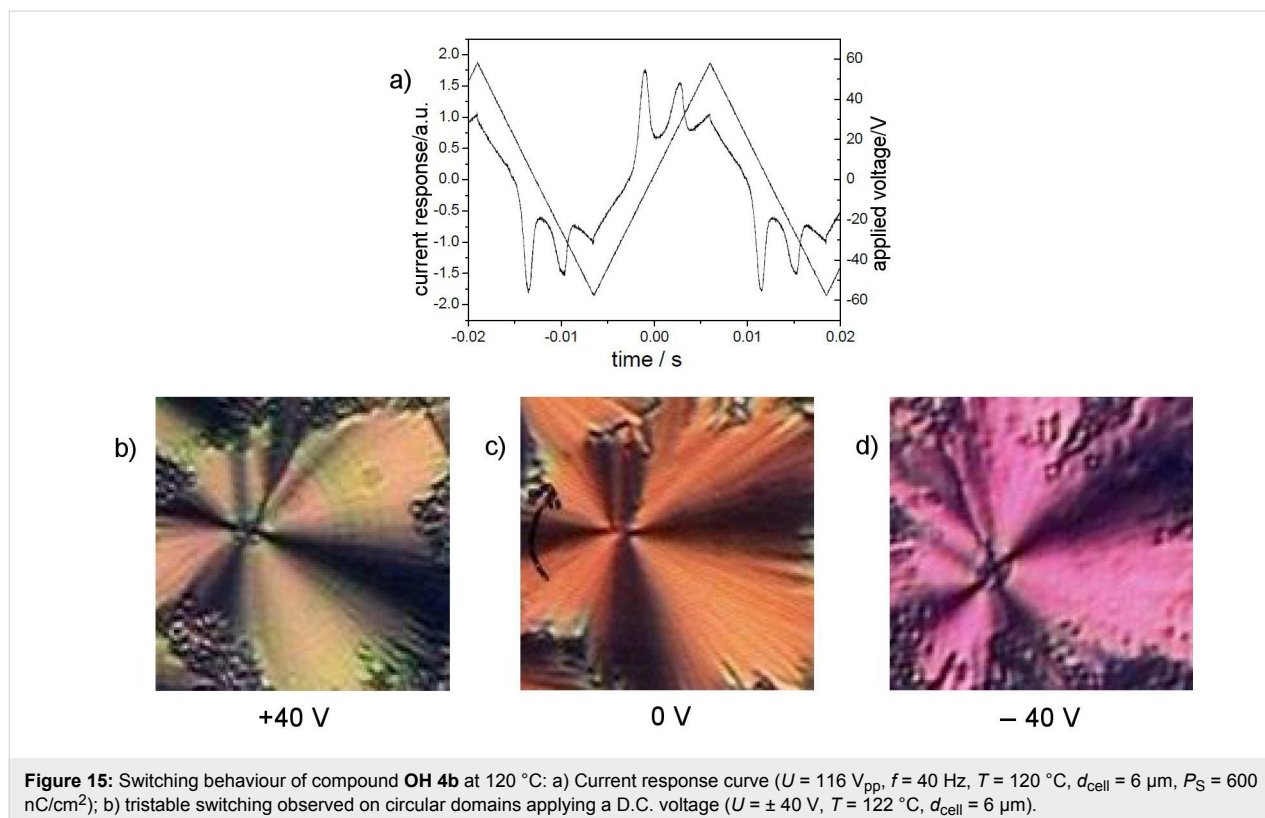 a)
current response/a.u.
2.0
1.5
1.0
0.5
0.0
-0.5
-1.0
-1.5
-2.0
60
40
20
0
-20
-40
-60
applied voltage/V
-0.02
-0.01
0.00
0.01
0.02
time / s
b)
c)
d)
+40 V
0 V
– 40 V
Figure 15: Switching behaviour of compound OH 4b at 120 °C: a) Current response curve (U = 116 Vpp, f = 40 Hz, T = 120 °C, dcell = 6 μm, PS = 600
nC/cm²); b) tristable switching observed on circular domains applying a D.C. voltage (U = ± 40 V, T = 122 °C, dcell = 6 μm).